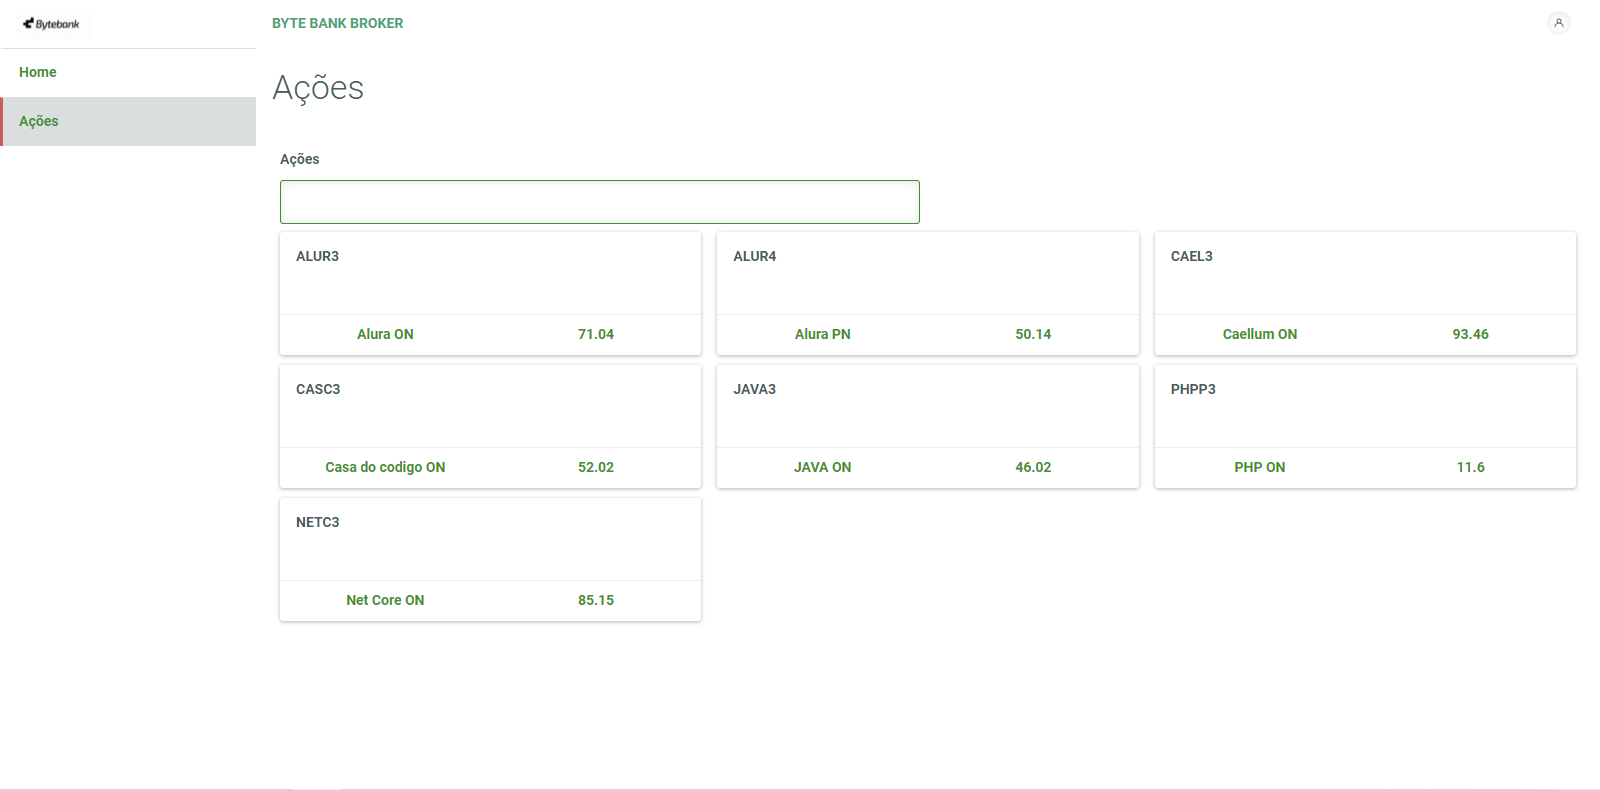 Bytebank
BYTE BANK BROKER
Home
Ações
Ações
Ações
ALUR3
Alura ON 71.04
ALUR4
Alura PN 50.14
CAEL3
Caellum ON 93.46
CASC3
Casa do codigo ON 52.02
JAVA3
JAVA ON 46.02
PHPP3
PHP ON 11.6
NETC3
Net Core ON 85.15